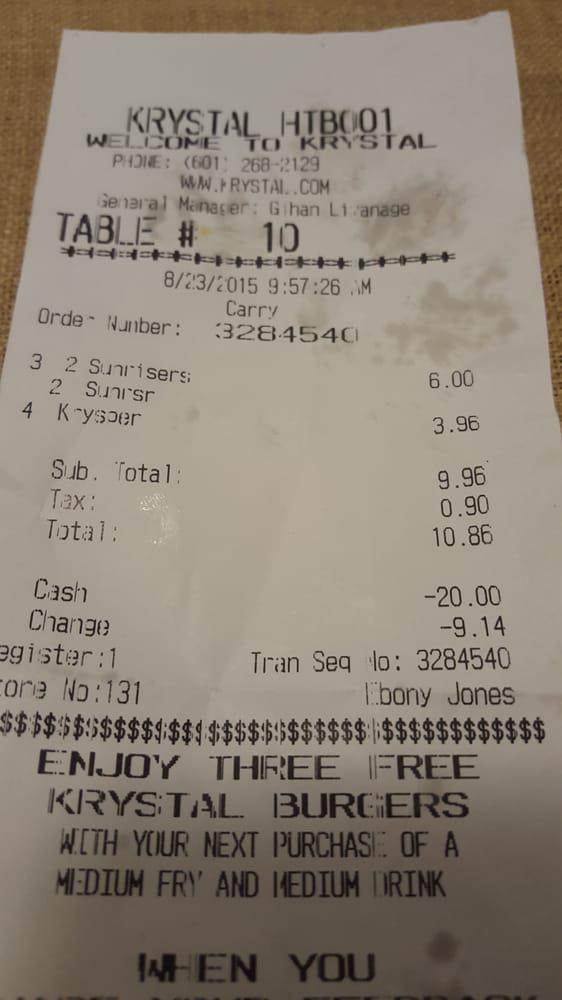 KRYSTAL HTB001
WELCOME TO KRYSTAL
PHONE: (601) 268-2129
WWW.KRYSTAL.COM
General Manager: Gihan Livanage
TABLE # 10
8/23/2015 9:57:26 AM
Carry
Order Number: 3284540
3 2 Sunrisers 6.00
2 Sunrsr
4 Krysper 3.96
Sub. Total: 9.96
Tax: 0.90
Total: 10.86
Cash -20.00
Change -9.14
egister:1 Tran Seq No: 3284540
tore No:131 Ebony Jones
$$$$$$$$$$$$$$$$$$$$$$$$$$$$$$$$$$$$$$$$
ENJOY THREE FREE
KRYSTAL BURGERS
WITH YOUR NEXT PURCHASE OF A
MEDIUM FRY AND MEDIUM DRINK
WHEN YOU